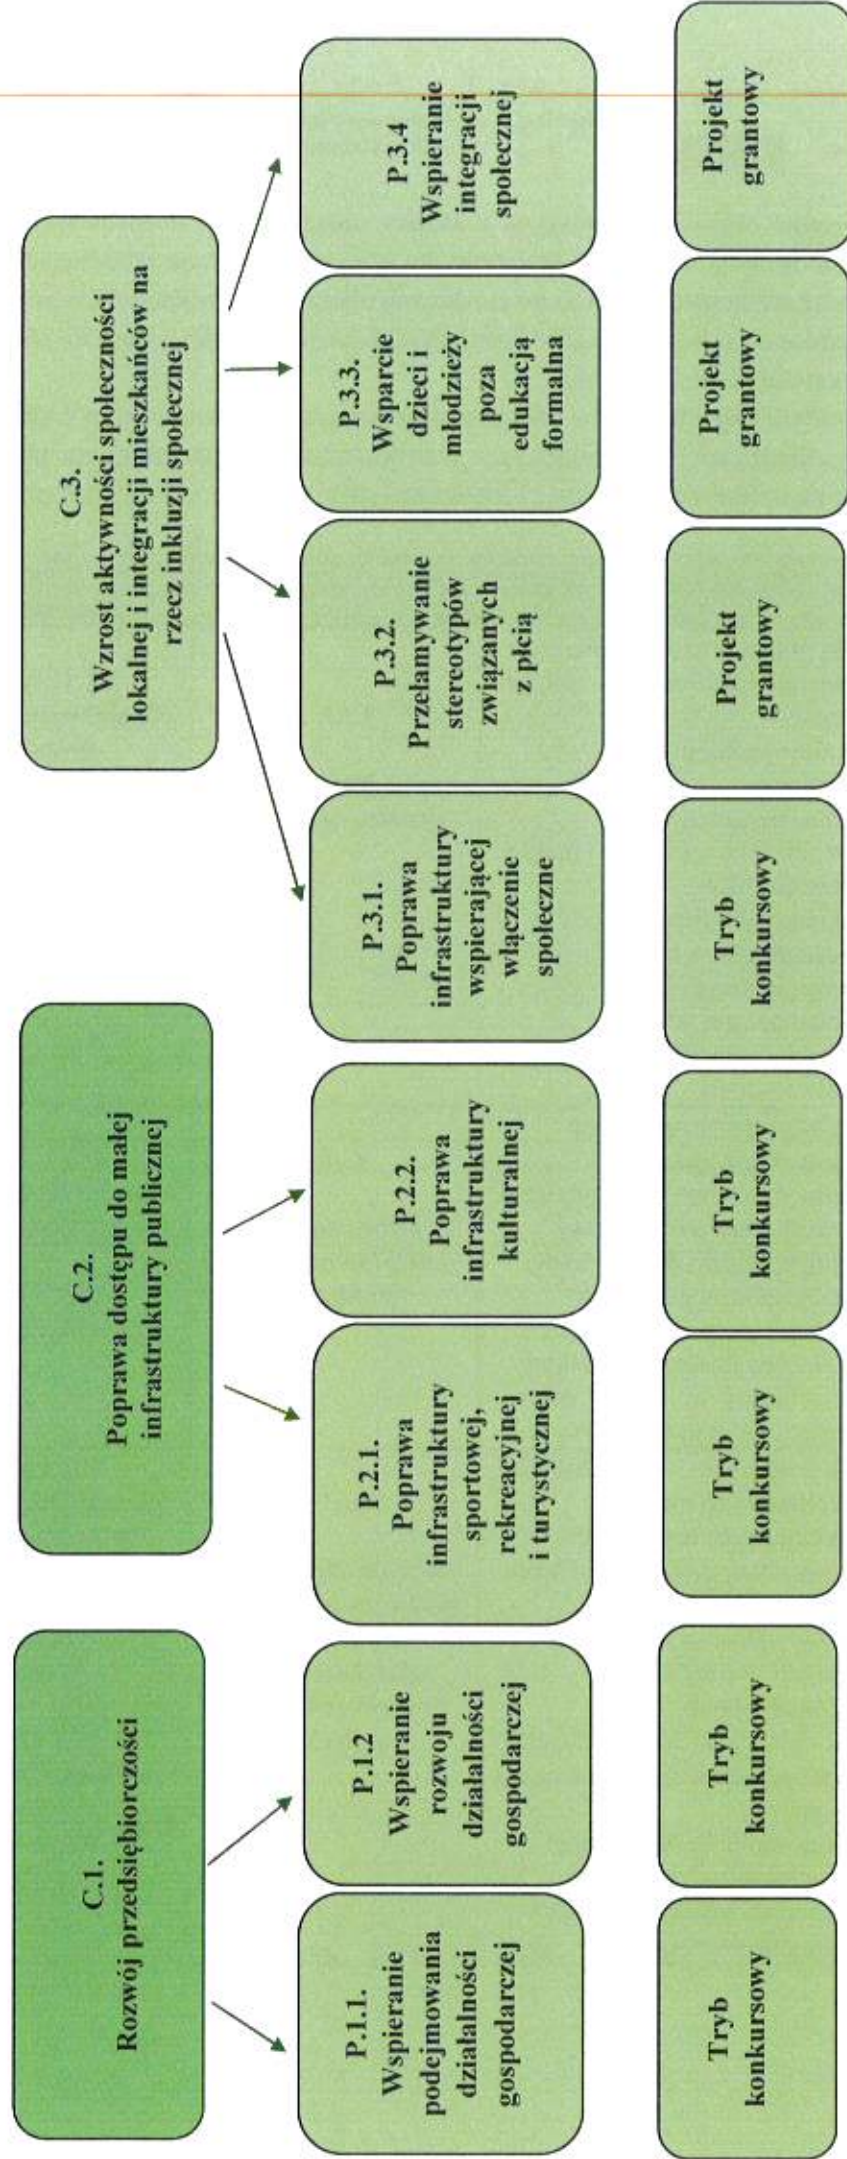 C.1.
Rozwój przedsiębiorczości
C.2.
Poprawa dostępu do małej
infrastruktury publicznej
C.3.
Wzrost aktywności społeczności
lokalnej i integracji mieszkańców na
rzecz inkluzji społecznej
P.1.1.
Wspieranie
podejmowania
działalności
gospodarczej
P.1.2
Wspieranie
rozwoju
działalności
gospodarczej
P.2.1.
Poprawa
infrastruktury
sportowej,
rekreacyjnej
i turystycznej
P.2.2.
Poprawa
infrastruktury
kulturalnej
P.3.1.
Poprawa
infrastruktury
wspierającej
włączenie
społeczne
P.3.2.
Przełamywanie
stereotypów
związanych
z płcią
P.3.3.
Wsparcie
dzieci i
młodzieży
poza
edukacją
formalna
P.3.4
Wspieranie
integracji
społecznej
Tryb
konkursowy
Tryb
konkursowy
Tryb
konkursowy
Tryb
konkursowy
Tryb
konkursowy
Projekt
grantowy
Projekt
grantowy
Projekt
grantowy